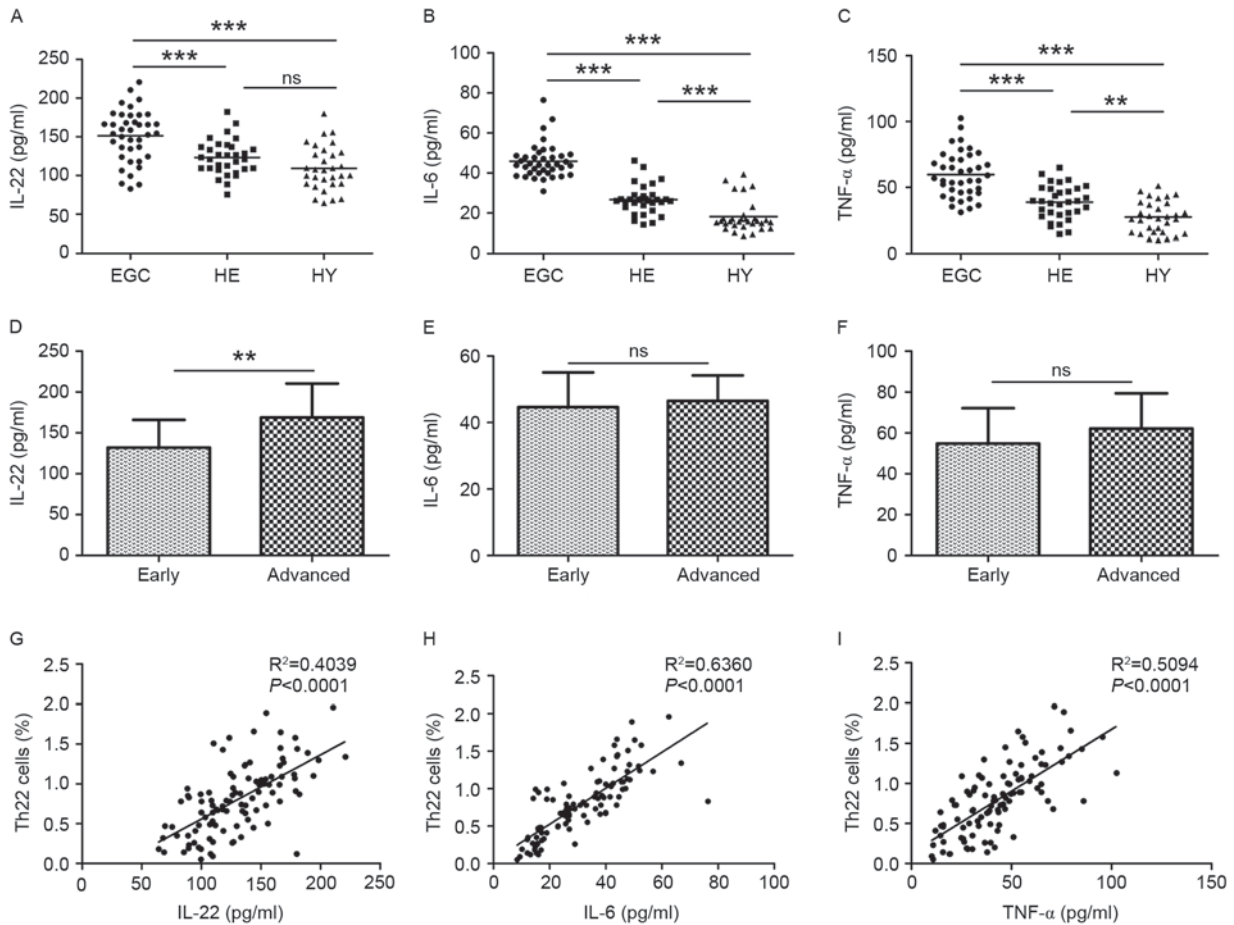 A
***
***
ns
IL-22 (pg/ml)
250
200
150
100
50
0
EGC HE HY
B
***
***
***
IL-6 (pg/ml)
100
80
60
40
20
0
EGC HE HY
C
***
***
**
TNF-α (pg/ml)
150
100
50
0
EGC HE HY
D
**
IL-22 (pg/ml)
250
200
150
100
50
0
Early Advanced
E
ns
IL-6 (pg/ml)
60
40
20
0
Early Advanced
F
ns
TNF-α (pg/ml)
100
80
60
40
20
0
Early Advanced
G
R²=0.4039
P<0.0001
Th22 cells (%)
2.5
2.0
1.5
1.0
0.5
0.0
0 50 100 150 200 250
IL-22 (pg/ml)
H
R²=0.6360
P<0.0001
Th22 cells (%)
2.5
2.0
1.5
1.0
0.5
0.0
0 20 40 60 80 100
IL-6 (pg/ml)
I
R²=0.5094
P<0.0001
Th22 cells (%)
2.5
2.0
1.5
1.0
0.5
0.0
0 50 100 150
TNF-α (pg/ml)